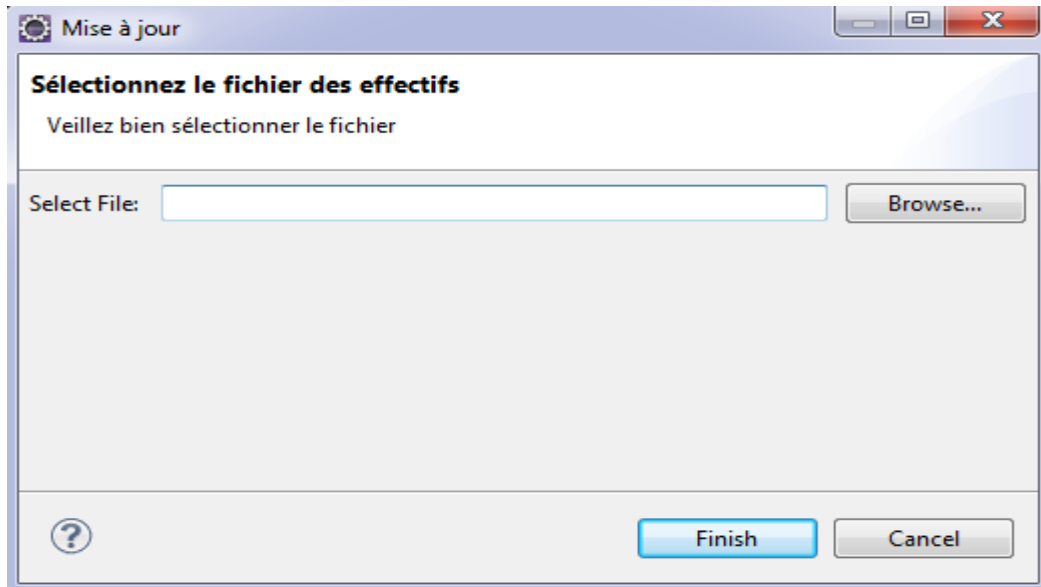 Mise à jour
Sélectionnez le fichier des effectifs
Veillez bien sélectionner le fichier
Select File:
Browse...
?
Finish
Cancel